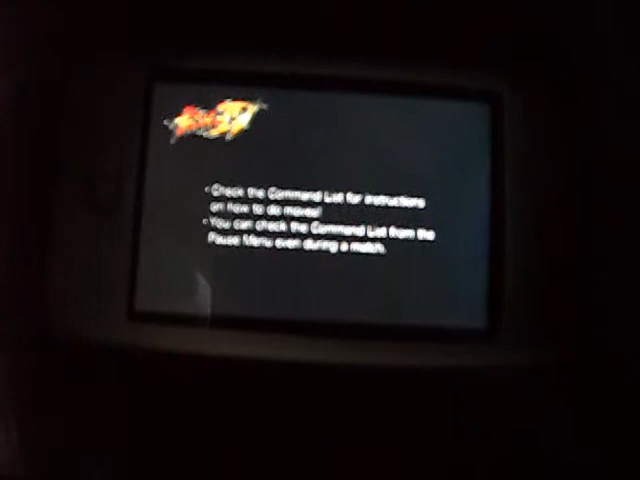 • Check the Command List for instructions
on how to do moves!
• You can check the Command List from the
Pause Menu even during a match.